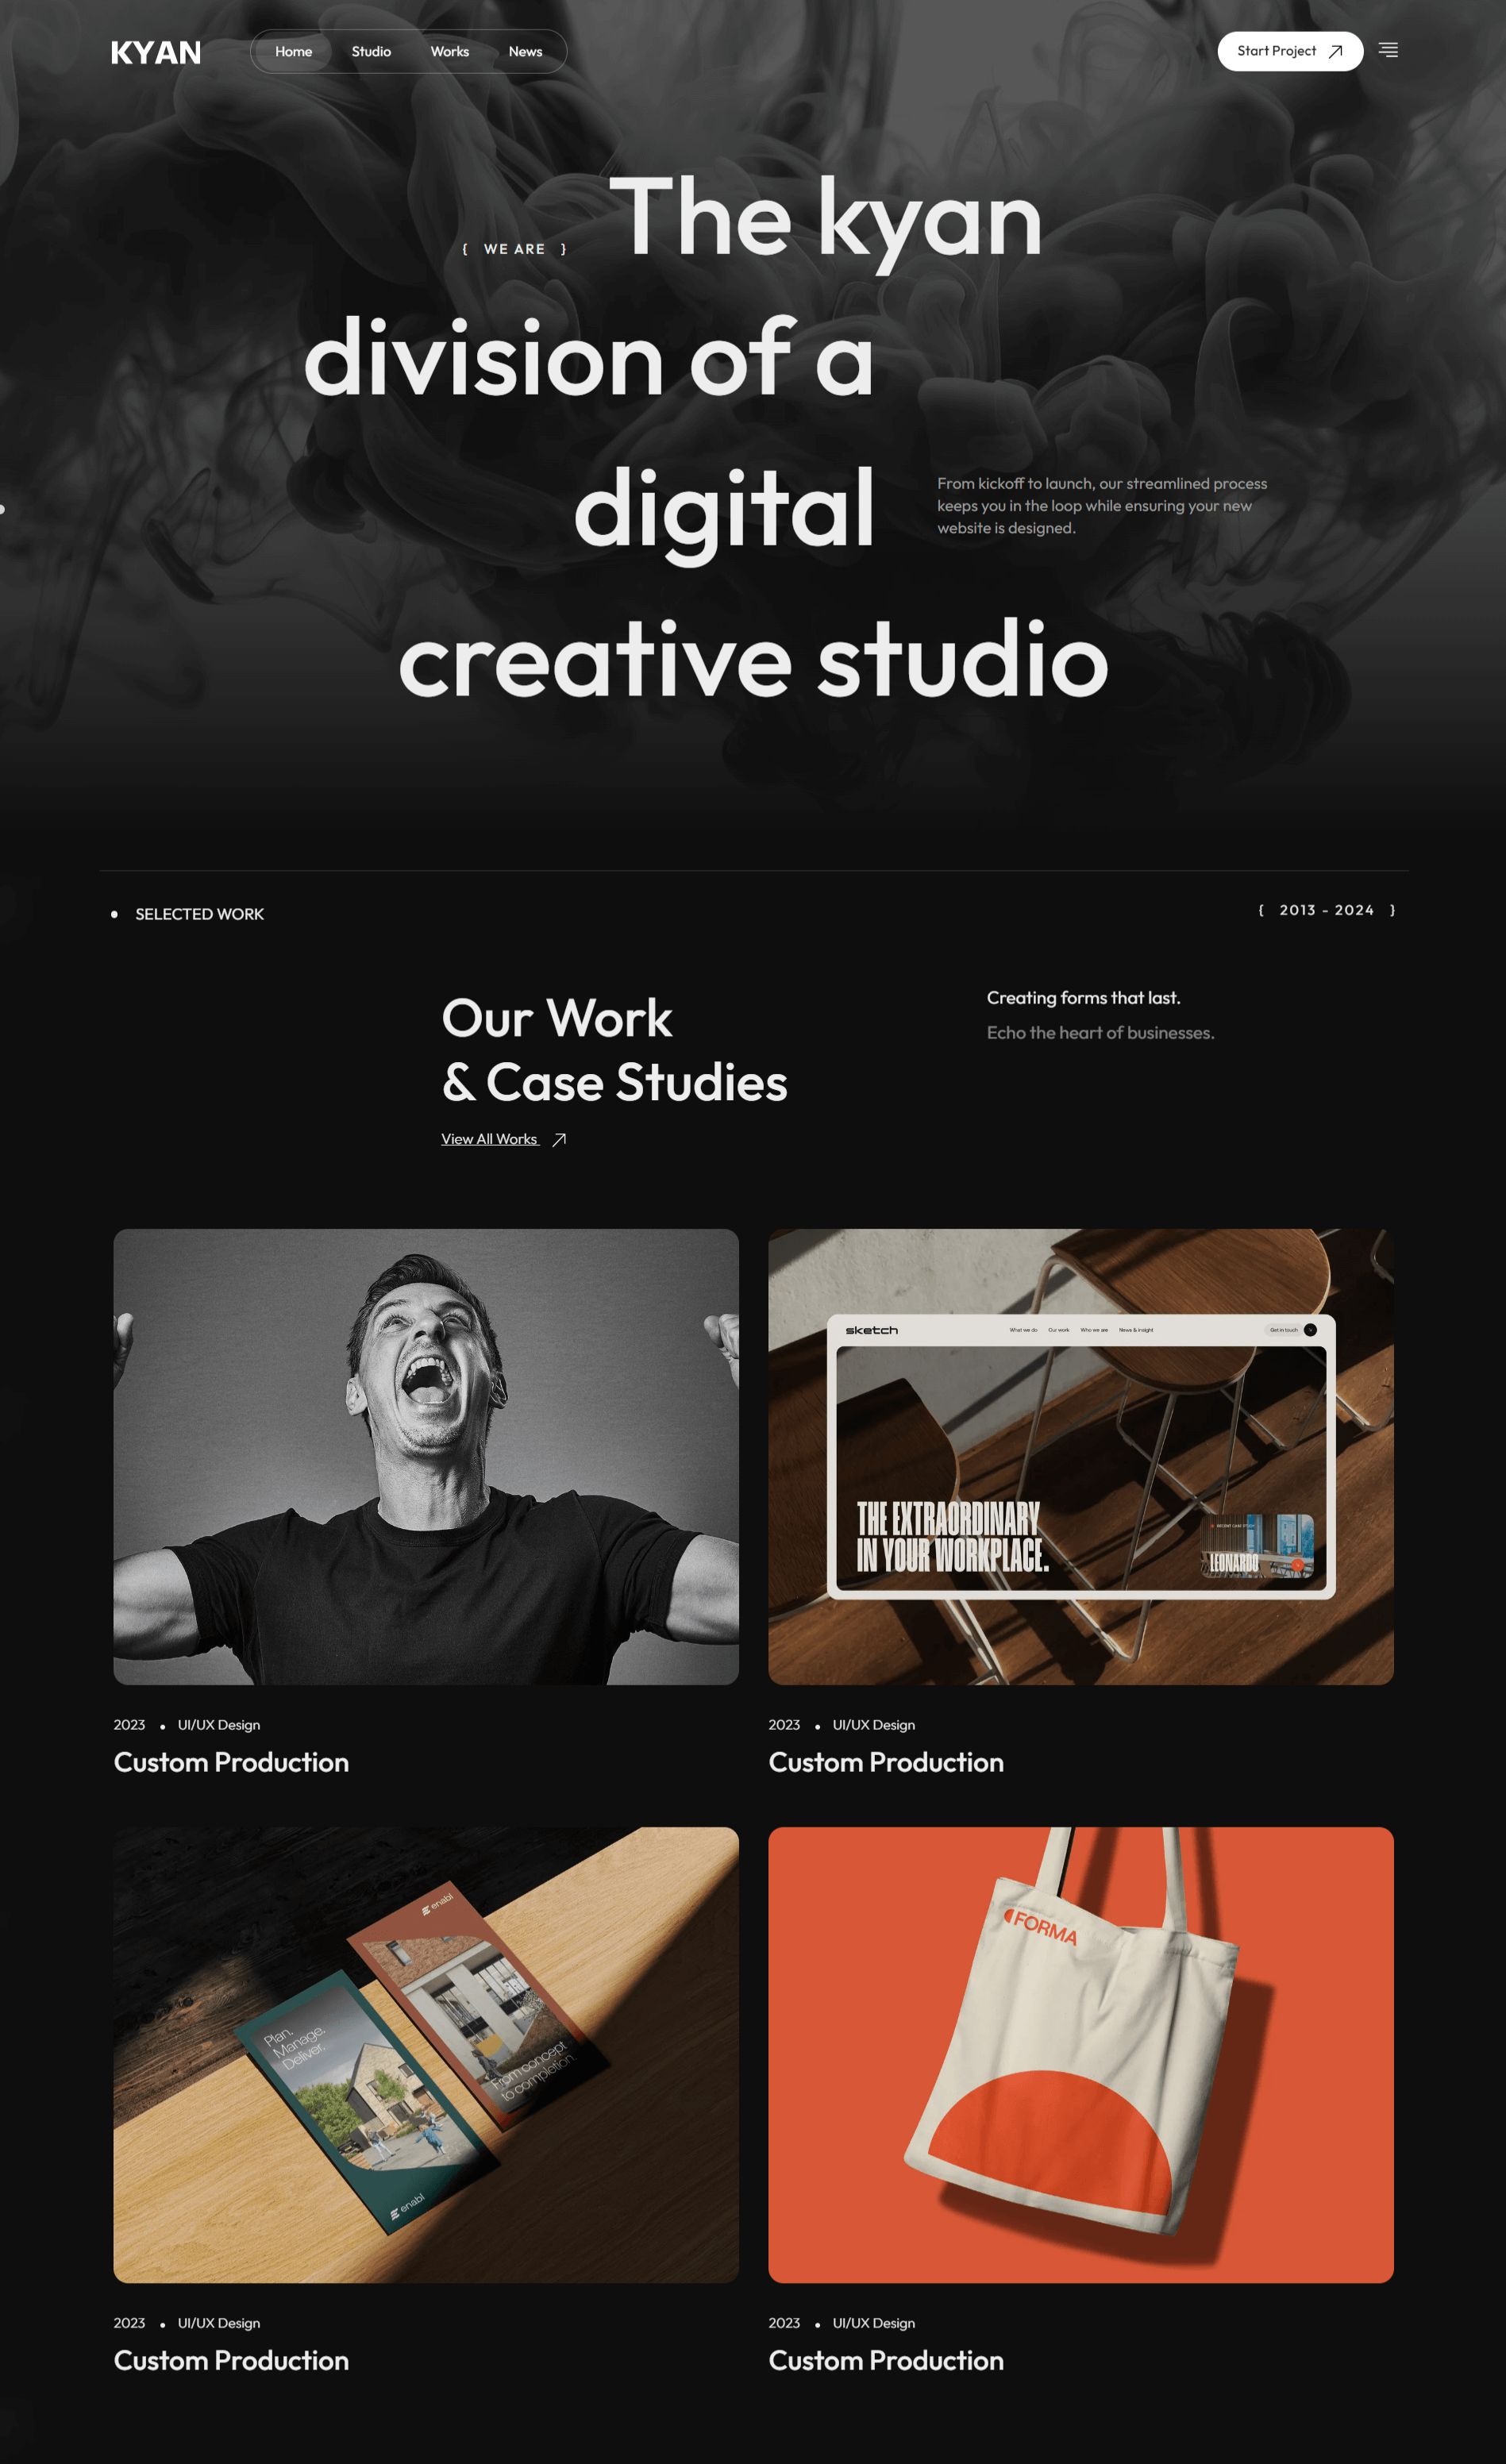 KYAN
Home Studio Works News
Start Project
{ WE ARE } The kyan
division of a
digital
From kickoff to launch, our streamlined process
keeps you in the loop while ensuring your new
website is designed.
creative studio
SELECTED WORK
{ 2013 - 2024 }
Our Work
& Case Studies
View All Works
Creating forms that last.
Echo the heart of businesses.
sketch
What we do Our work Who we are News & insight
Get in touch
THE EXTRAORDINARY
IN YOUR WORKPLACE.
RECENT CASE STUDY
LEONARDO
2023 • UI/UX Design
Custom Production
2023 • UI/UX Design
Custom Production
enabl
From concept
to completion.
Plan.
Manage.
Deliver.
enabl
FORMA
2023 • UI/UX Design
Custom Production
2023 • UI/UX Design
Custom Production